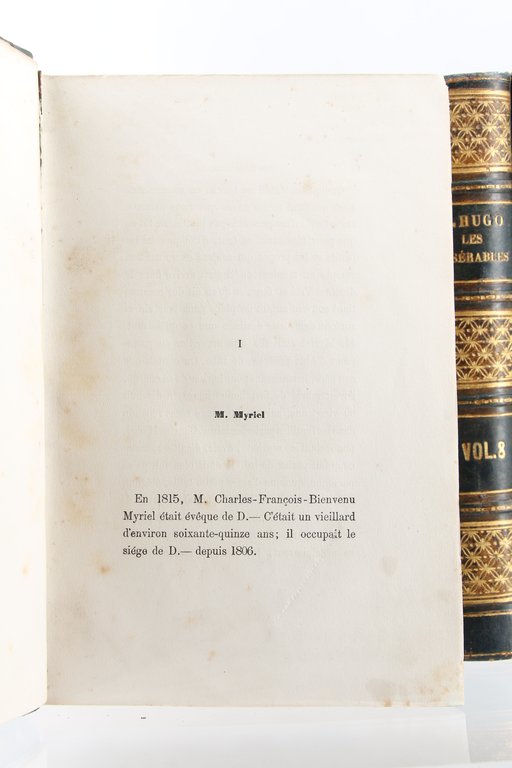 I
M. Myriel
En 1815, M. Charles-François-Bienvenu
Myriel était évêque de D.— C'était un vieillard
d'environ soixante-quinze ans; il occupait le
siége de D.— depuis 1806.
HUGO
LES
VOL.8